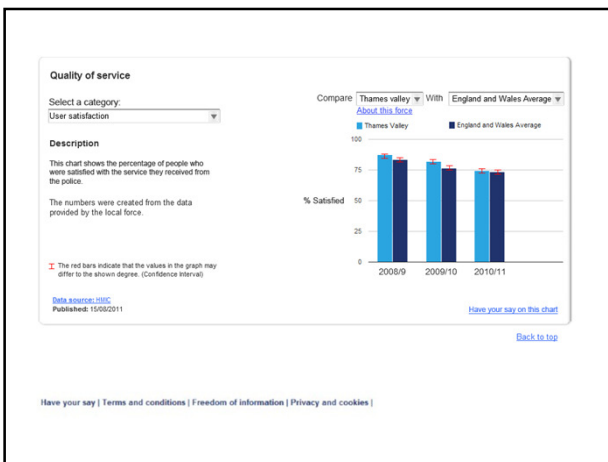 Quality of service
Select a category:
User satisfaction
Description
This chart shows the percentage of people who
were satisfied with the service they received from
the police.
The numbers were created from the data
provided by the local force.
The red bars indicate that the values in the graph may
differ to the shown degree. (Confidence Interval)
Data source: HMIC
Published: 15/08/2011
Compare Thames valley With England and Wales Average
About this force
Thames Valley England and Wales Average
% Satisfied
100
75
50
25
0
2008/9 2009/10 2010/11
Have your say on this chart
Back to top
Have your say | Terms and conditions | Freedom of information | Privacy and cookies |